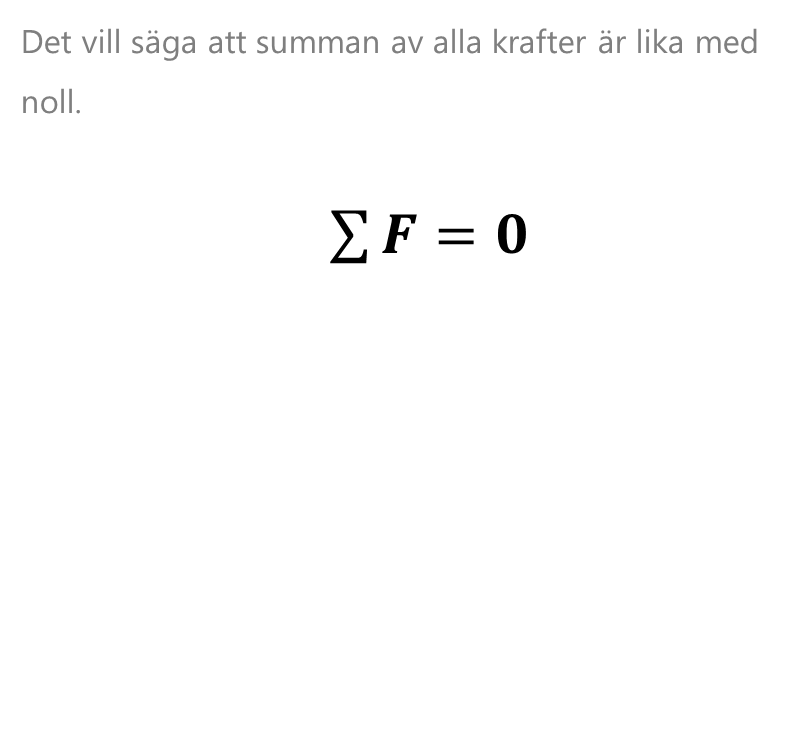 Det vill säga att summan av alla krafter är lika med
noll.
∑ F = 0